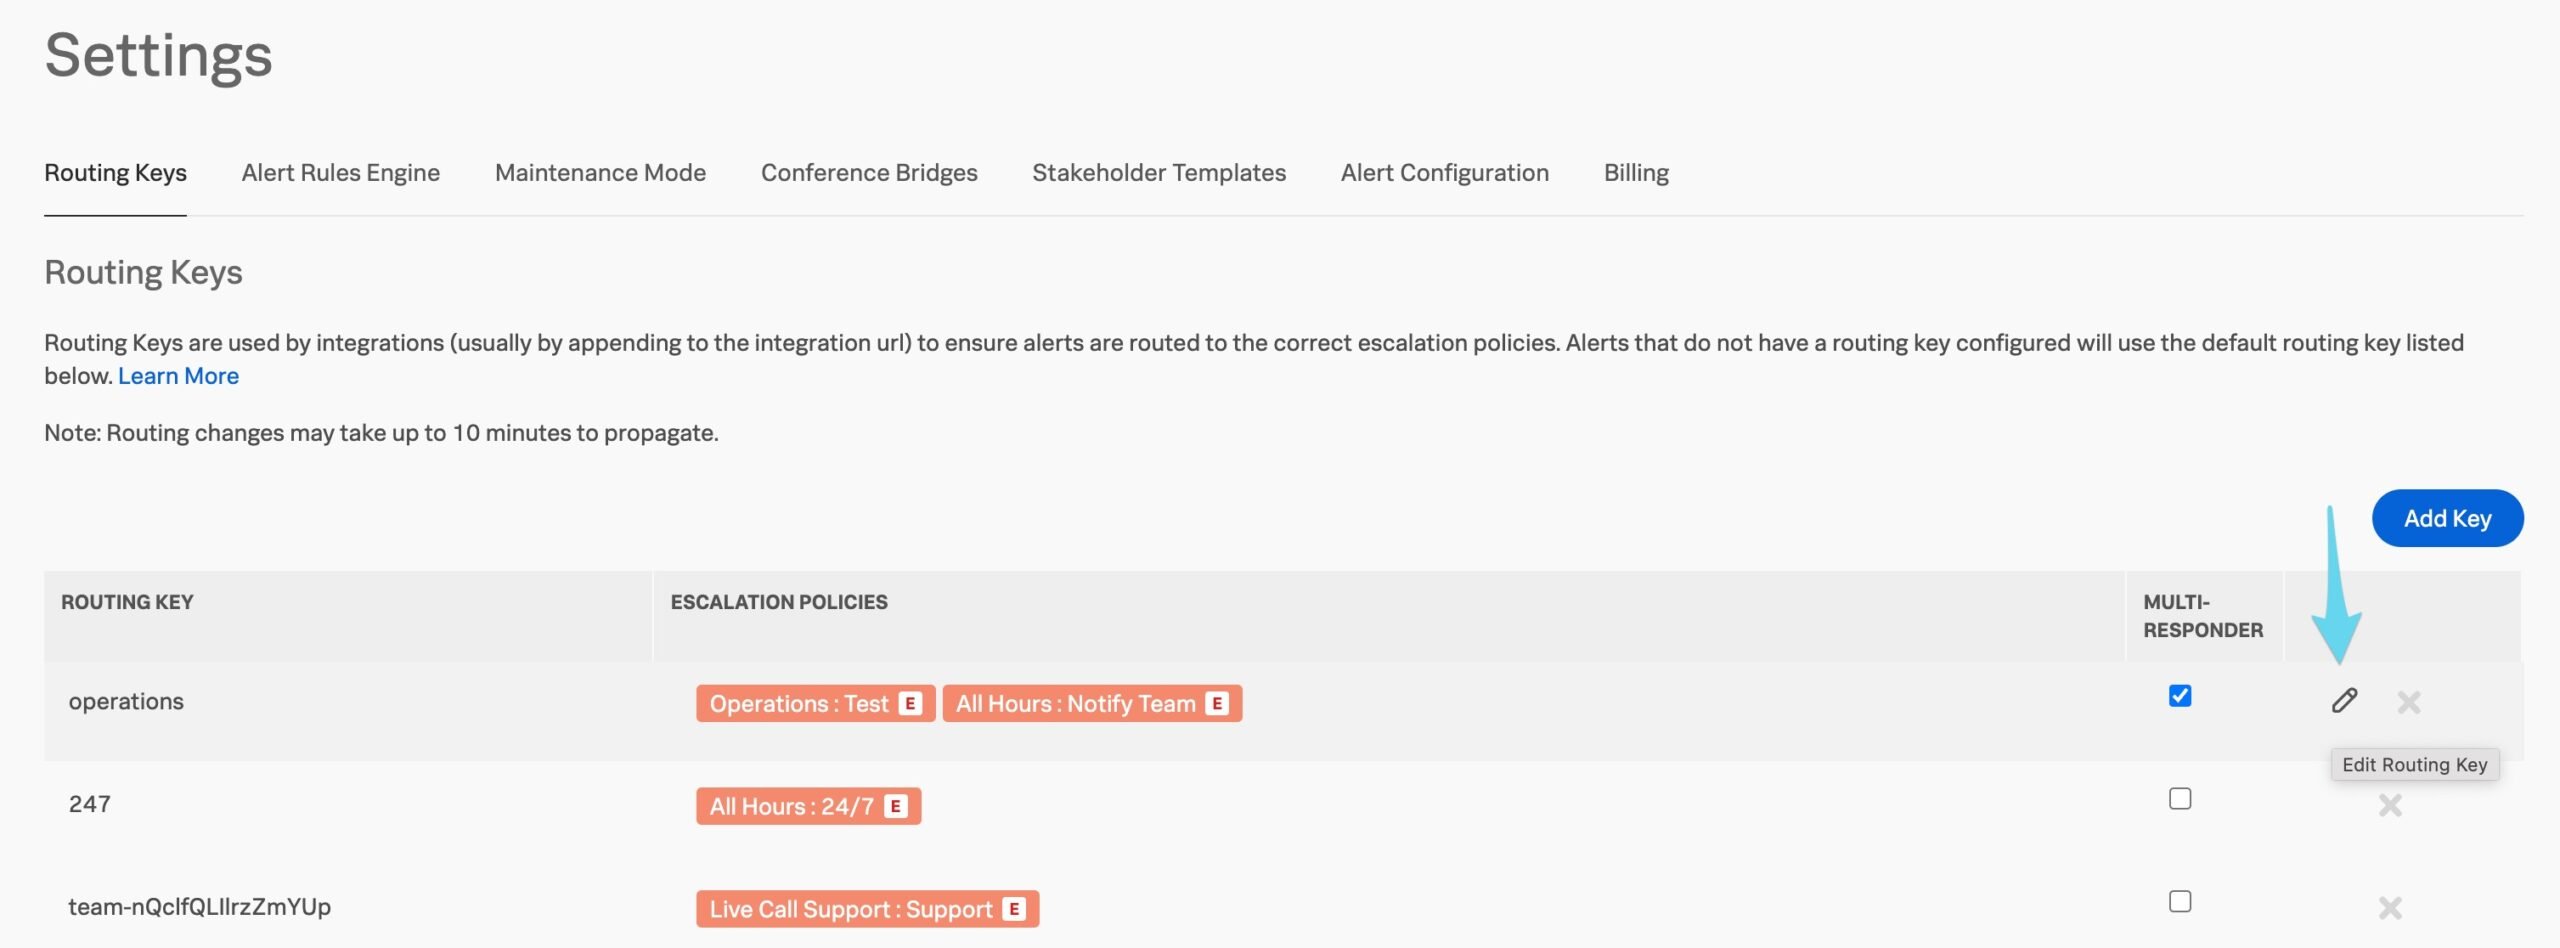 Settings
Routing Keys Alert Rules Engine Maintenance Mode Conference Bridges Stakeholder Templates Alert Configuration Billing
Routing Keys
Routing Keys are used by integrations (usually by appending to the integration url) to ensure alerts are routed to the correct escalation policies. Alerts that do not have a routing key configured will use the default routing key listed
below. Learn More
Note: Routing changes may take up to 10 minutes to propagate.
Add Key
ROUTING KEY ESCALATION POLICIES MULTI-
RESPONDER
operations Operations : Test E All Hours : Notify Team E
Edit Routing Key
247 All Hours : 24/7 E
Live Call Support : Support E